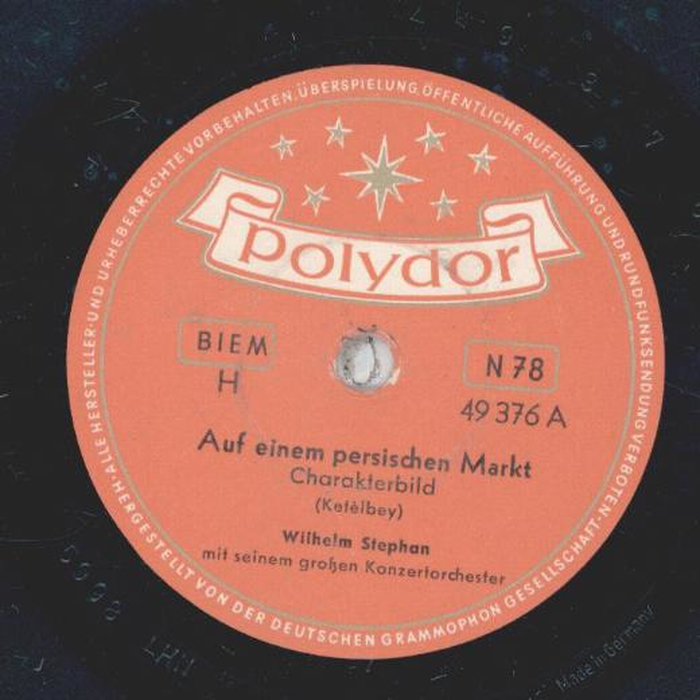 ALLE HERSTELLER- UND URHEBERRECHTE VORBEHALTEN. ÜBERSPIELUNG, ÖFFENTLICHE AUFFÜHRUNG UND RUNDFUNKSENDUNG VERBOTEN
polydor
BIEM
N 78
H
49 376 A
Auf einem persischen Markt
Charakterbild
(Ketèlbey)
Wilhelm Stephan
mit seinem großen Konzertorchester
HERGESTELLT VON DER DEUTSCHEN GRAMMOPHON GESELLSCHAFT
Made in Germany